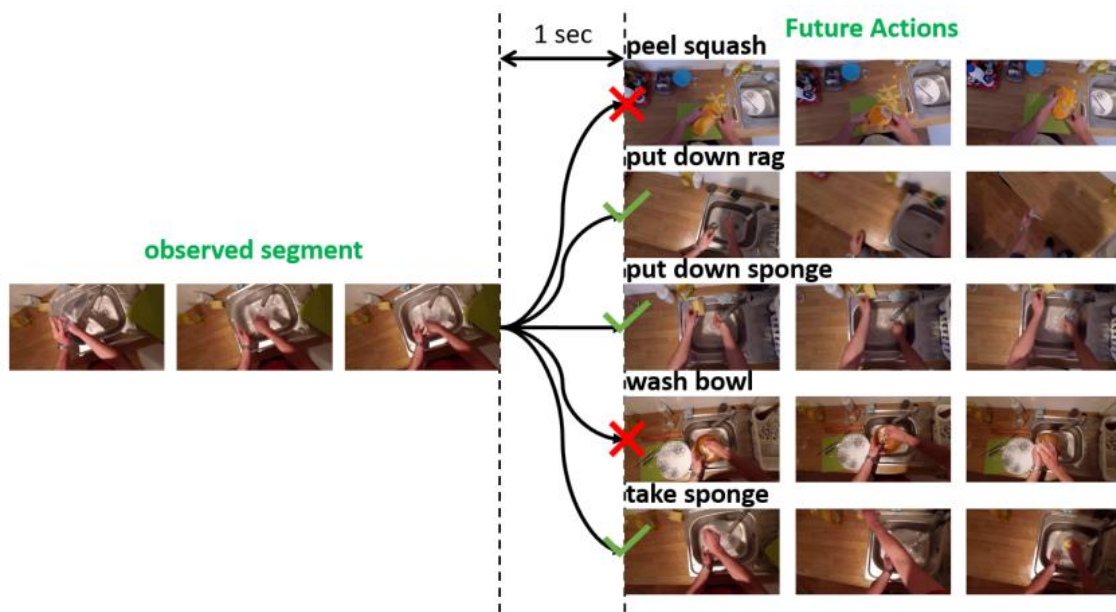 Future Actions
1 sec
peel squash
put down rag
observed segment
put down sponge
wash bowl
take sponge